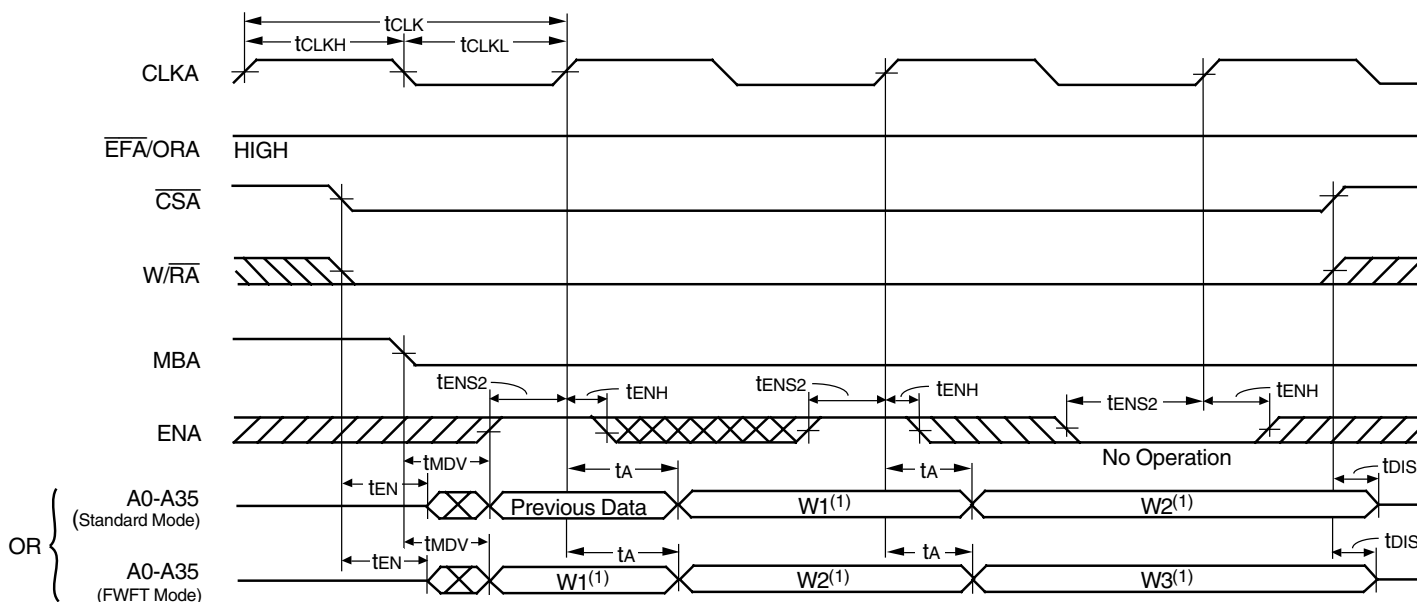 tCLK
tCLKH tCLKL
CLKA
EFA/ORA HIGH
CSA
W/RA
MBA
tENS2 tENH tENS2 tENH tENS2 tENH
ENA
No Operation
tMDV tA tA tDIS
tEN
A0-A35 Previous Data W1(1) W2(1)
(Standard Mode)
OR
tMDV tA tA tDIS
tEN
A0-A35 W1(1) W2(1) W3(1)
(FWFT Mode)